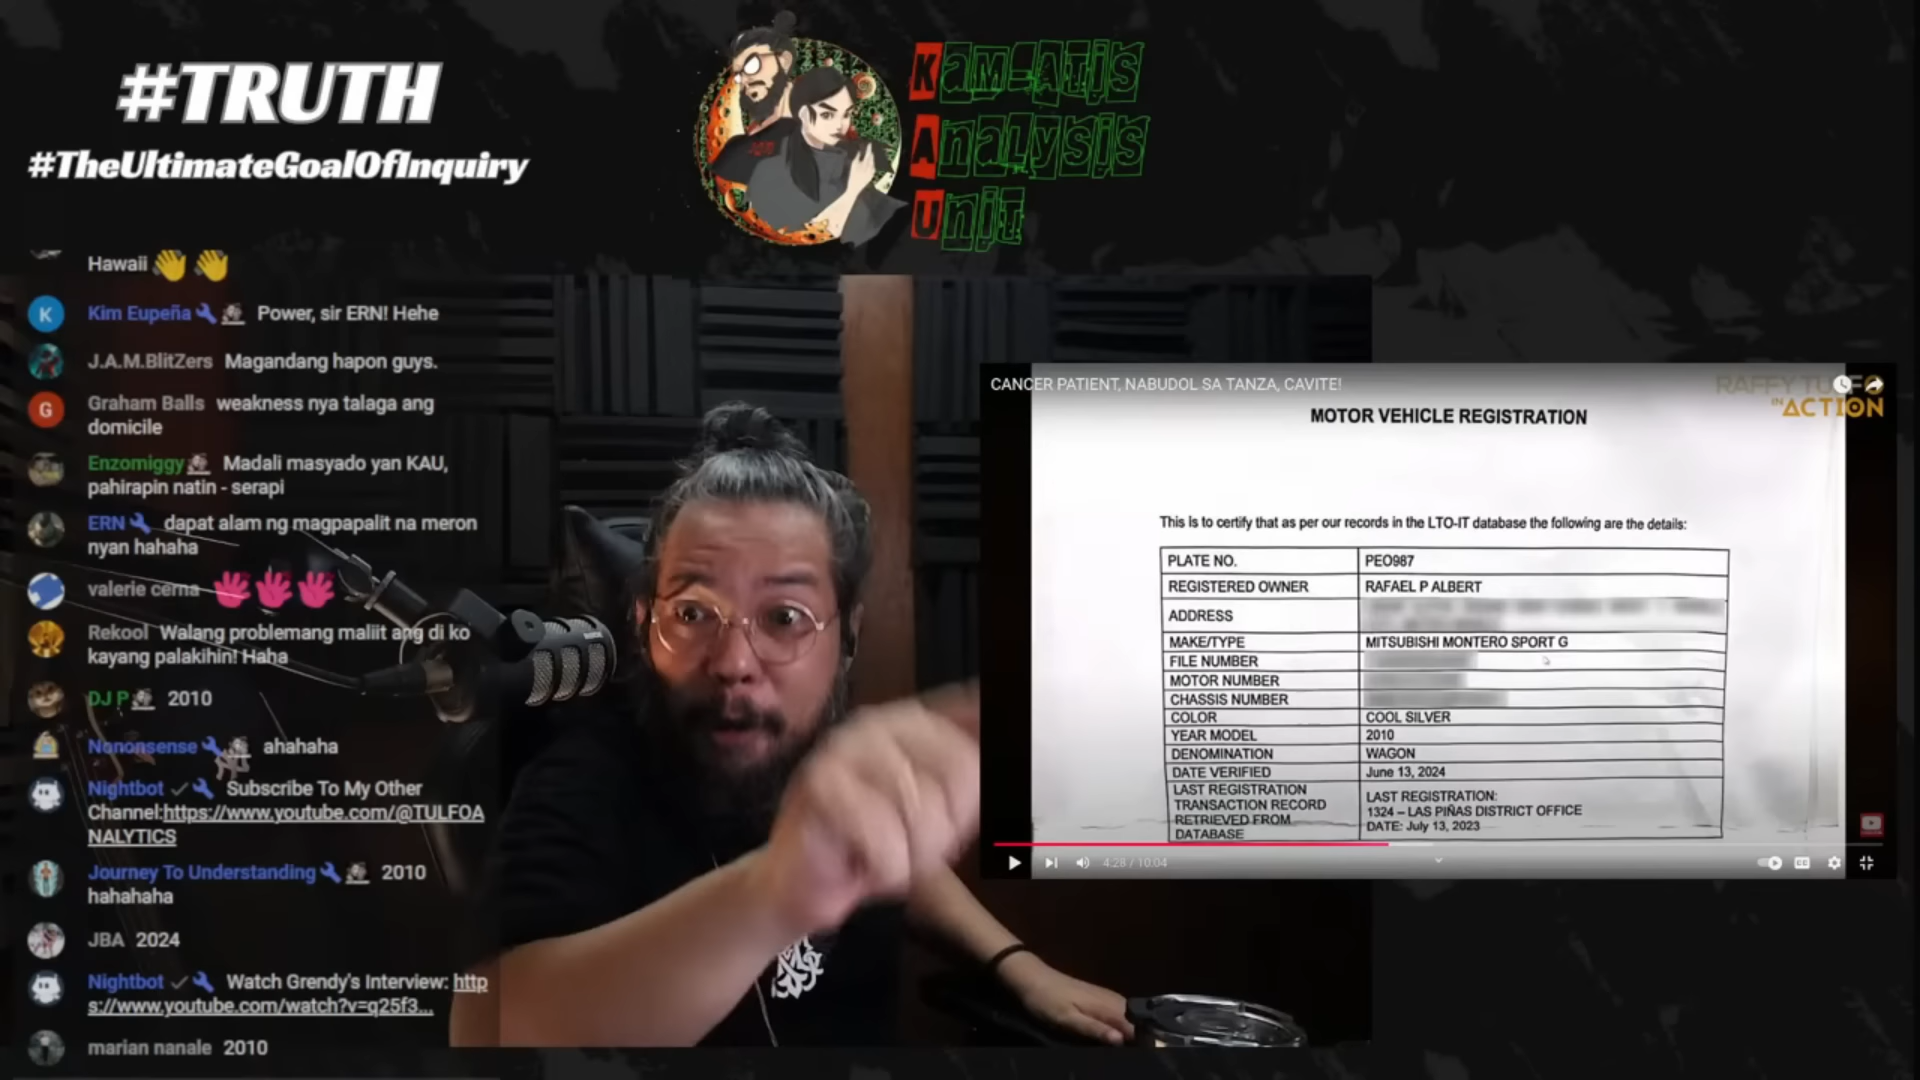 #TRUTH
#TheUltimateGoalOfInquiry
Kam-Atis
Analysis
Unit
Hawaii 👋 👋
K
Kim Eupeña Power, sir ERN! Hehe
J.A.M.BlitZers Magandang hapon guys.
G
Graham Balls weakness nya talaga ang
domicile
Enzomiggy Madali masyado yan KAU,
pahirapin natin - serapi
ERN dapat alam ng magpapalit na meron
nyan hahaha
valerie cerna
Rekool Walang problemang maliit ang di ko
kayang palakihin! Haha
DJ P 2010
Nononsense ahahaha
Nightbot Subscribe To My Other
Channel:https://www.youtube.com/@TULFOA
NALYTICS
Journey To Understanding 2010
hahahaha
JBA 2024
Nightbot Watch Grendy's Interview: http
s://www.youtube.com/watch?v=q25f3...
marian nanale 2010
CANCER PATIENT, NABUDOL SA TANZA, CAVITE!
RAFFY TULFO
IN ACTION
MOTOR VEHICLE REGISTRATION
This is to certify that as per our records in the LTO-IT database the following are the details:
PLATE NO. PEO987
REGISTERED OWNER RAFAEL P ALBERT
ADDRESS
MAKE/TYPE MITSUBISHI MONTERO SPORT G
FILE NUMBER
MOTOR NUMBER
CHASSIS NUMBER
COLOR COOL SILVER
YEAR MODEL 2010
DENOMINATION WAGON
DATE VERIFIED June 13, 2024
LAST REGISTRATION
TRANSACTION RECORD
RETRIEVED FROM
DATABASE
LAST REGISTRATION:
1324 – LAS PIÑAS DISTRICT OFFICE
DATE: July 13, 2023
4:28 / 10:04
CC